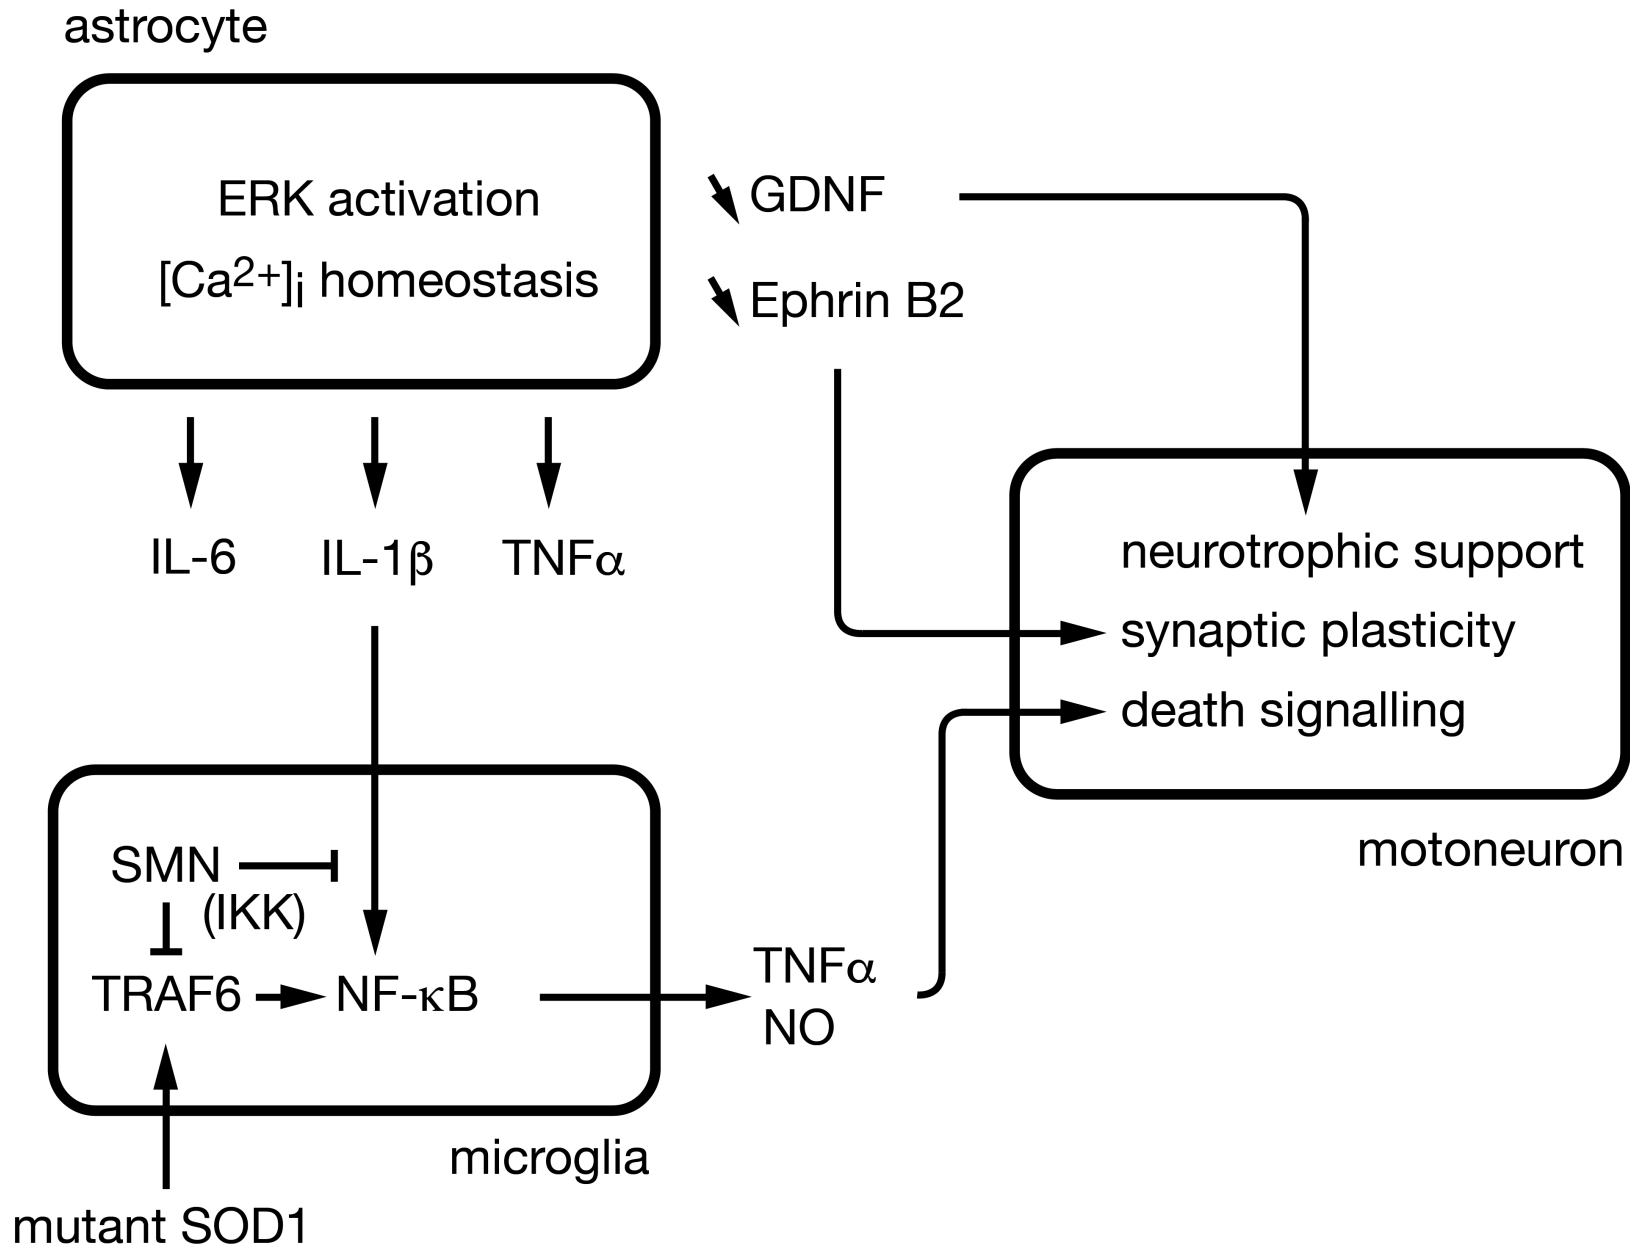 astrocyte
ERK activation
[Ca2+]i homeostasis
GDNF
Ephrin B2
IL-6 IL-1β TNFα
neurotrophic support
synaptic plasticity
death signalling
motoneuron
SMN
(IKK)
TRAF6 NF-κB
TNFα
NO
microglia
mutant SOD1